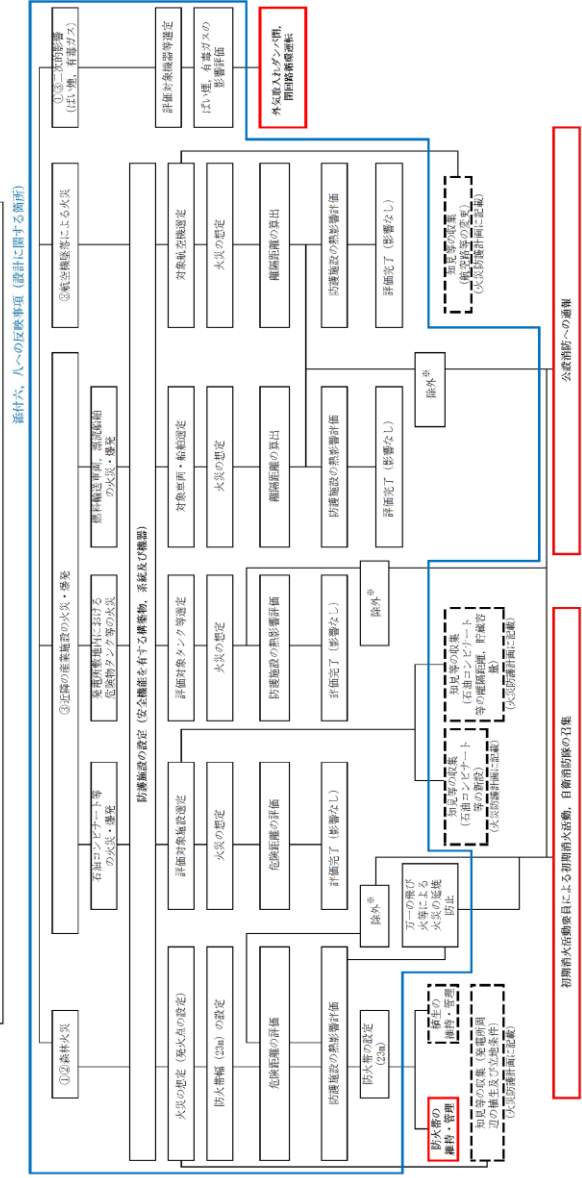 添付六,八への反映事項(設計に関する箇所)
①②森林火災
③近隣の産業施設の火災・爆発
③航空機墜落による火災
①③二次的影響
(ばい煙,有毒ガス)
石油コンビナート等
の火災・爆発
発電所敷地内における
危険物タンク等の火災
燃料輸送車両,漂流船舶
の火災・爆発
防護施設の設定(安全機能を有する構築物,系統及び機器)
火災の想定(発火点の設定)
防火帯幅(23m)の設定
危険距離の評価
防護施設の熱影響評価
防火帯の設定
(23m)
防火帯の
維持・管理
植生の
維持・管理
知見等の収集(発電所周
辺の植生及び立地条件)
(火災防護計画に記載)
除外※
万一の飛び
火等による
火災の延焼
防止
評価対象施設選定
火災の想定
危険距離の評価
評価完了(影響なし)
知見等の収集
(石油コンビナート
等の新設)
(火災防護計画に記載)
知見等の収集
(石油コンビナート
等の離隔距離,貯蔵容
量)
(火災防護計画に記載)
評価対象タンク等選定
火災の想定
防護施設の熱影響評価
評価完了(影響なし)
除外※
対象車両・船舶選定
火災の想定
離隔距離の算出
防護施設の熱影響評価
評価完了(影響なし)
除外※
対象航空機選定
火災の想定
離隔距離の算出
防護施設の熱影響評価
評価完了(影響なし)
知見等の収集
(航空路等の変更)
(火災防護計画に記載)
評価対象機器等選定
ばい煙,有毒ガスの
影響評価
外気取入れダンパ閉,
閉回路循環運転
初期消火活動要員による初期消火活動,自衛消防隊の召集
公設消防への通報